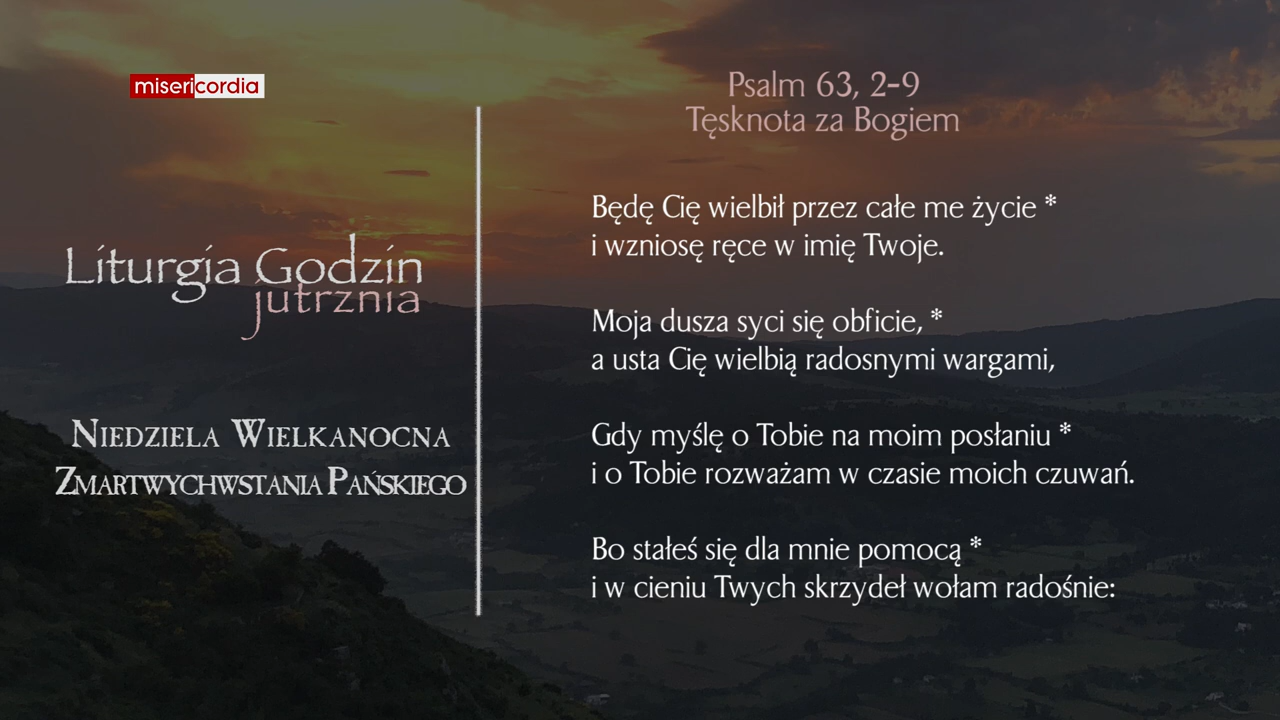 misericordia
Liturgia Godzin
jutrznia
Niedziela Wielkanocna
Zmartwychwstania Pańskiego
Psalm 63, 2-9
Tęsknota za Bogiem
Będę Cię wielbił przez całe me życie *
i wzniosę ręce w imię Twoje.
Moja dusza syci się obficie, *
a usta Cię wielbią radosnymi wargami,
Gdy myślę o Tobie na moim posłaniu *
i o Tobie rozważam w czasie moich czuwań.
Bo stałeś się dla mnie pomocą *
i w cieniu Twych skrzydeł wołam radośnie: